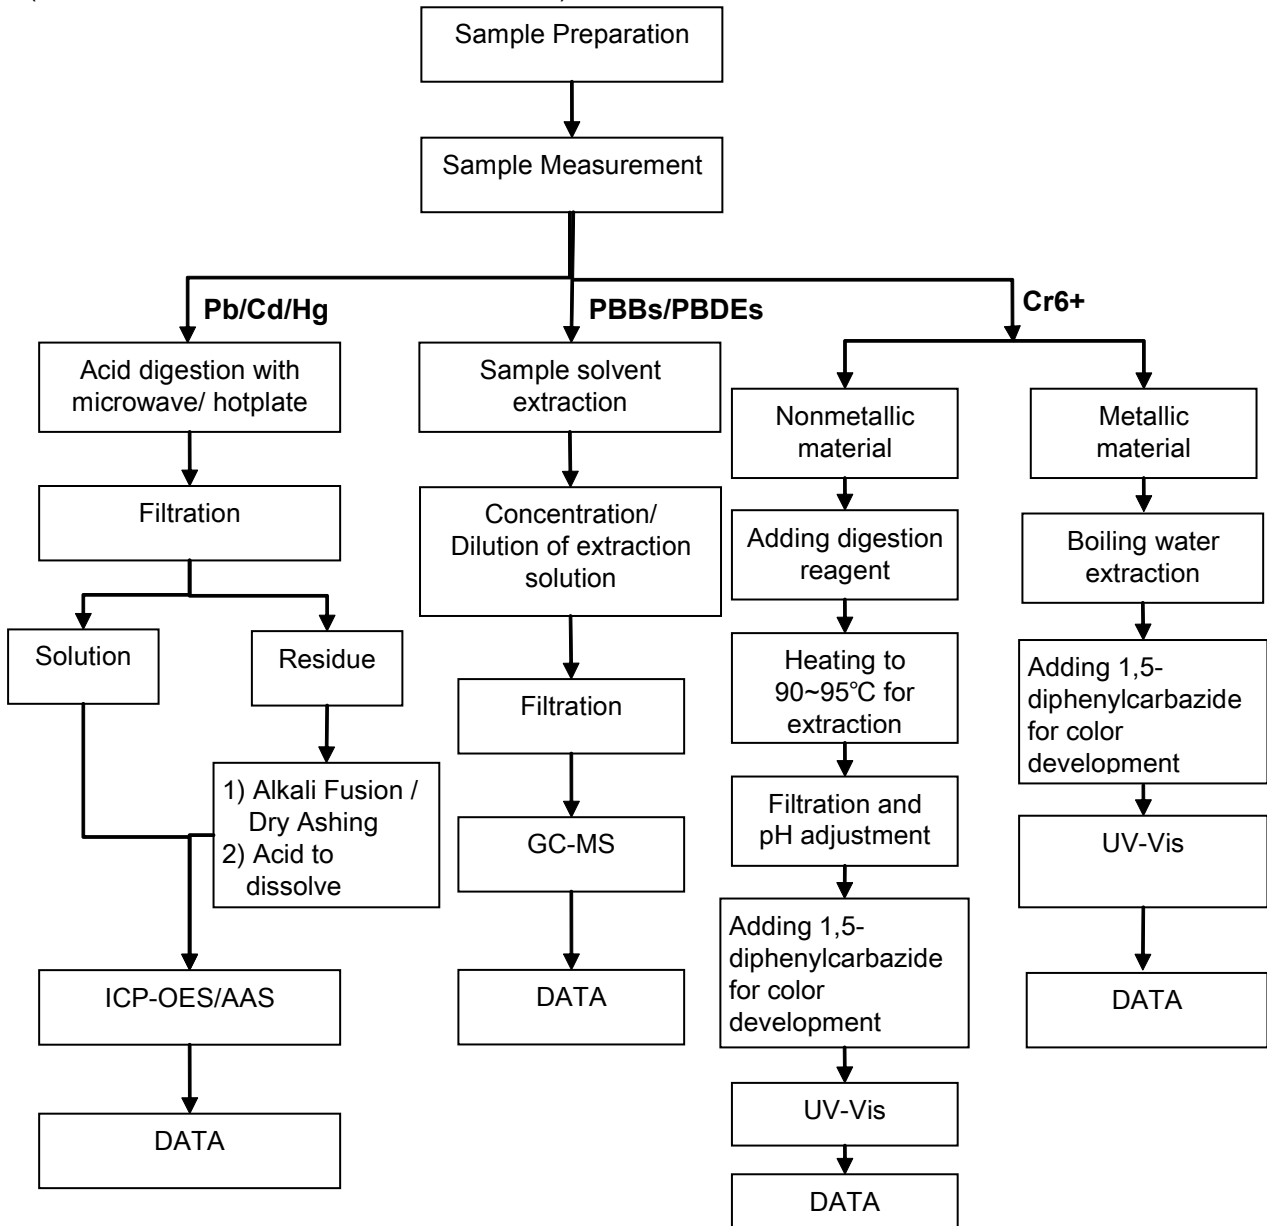 Sample Preparation
Sample Measurement
Pb/Cd/Hg
PBBs/PBDEs
Cr6+
Acid digestion with
microwave/ hotplate
Filtration
Solution
Residue
1) Alkali Fusion /
Dry Ashing
2) Acid to
dissolve
ICP-OES/AAS
DATA
Sample solvent
extraction
Concentration/
Dilution of extraction
solution
Filtration
GC-MS
DATA
Nonmetallic
material
Adding digestion
reagent
Heating to
90~95℃ for
extraction
Filtration and
pH adjustment
Adding 1,5-
diphenylcarbazide
for color
development
UV-Vis
DATA
Metallic
material
Boiling water
extraction
Adding 1,5-
diphenylcarbazide
for color
development
UV-Vis
DATA